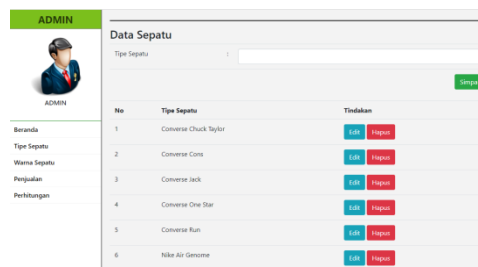 ADMIN
Data Sepatu
Tipe Sepatu :
Simpa
ADMIN
No Tipe Sepatu Tindakan
Beranda
Tipe Sepatu
Warna Sepatu
Penjualan
Perhitungan
1 Converse Chuck Taylor Edit Hapus
2 Converse Cons Edit Hapus
3 Converse Jack Edit Hapus
4 Converse One Star Edit Hapus
5 Converse Run Edit Hapus
6 Nike Air Genome Edit Hapus